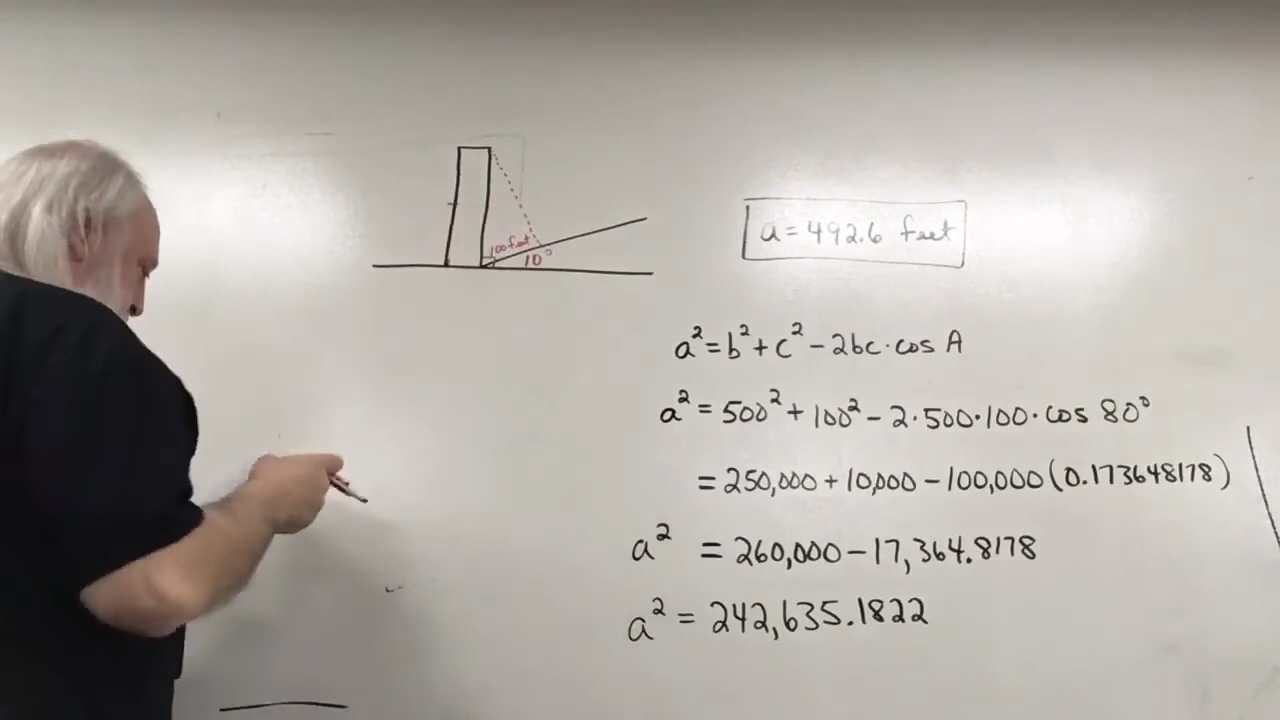 100 feet
10°
a = 492.6 feet
a² = b² + c² – 2bc · cos A
a² = 500² + 100² – 2 · 500 · 100 · cos 80°
= 250,000 + 10,000 – 100,000 (0.173648178)
a² = 260,000 – 17,364.8178
a² = 242,635.1822